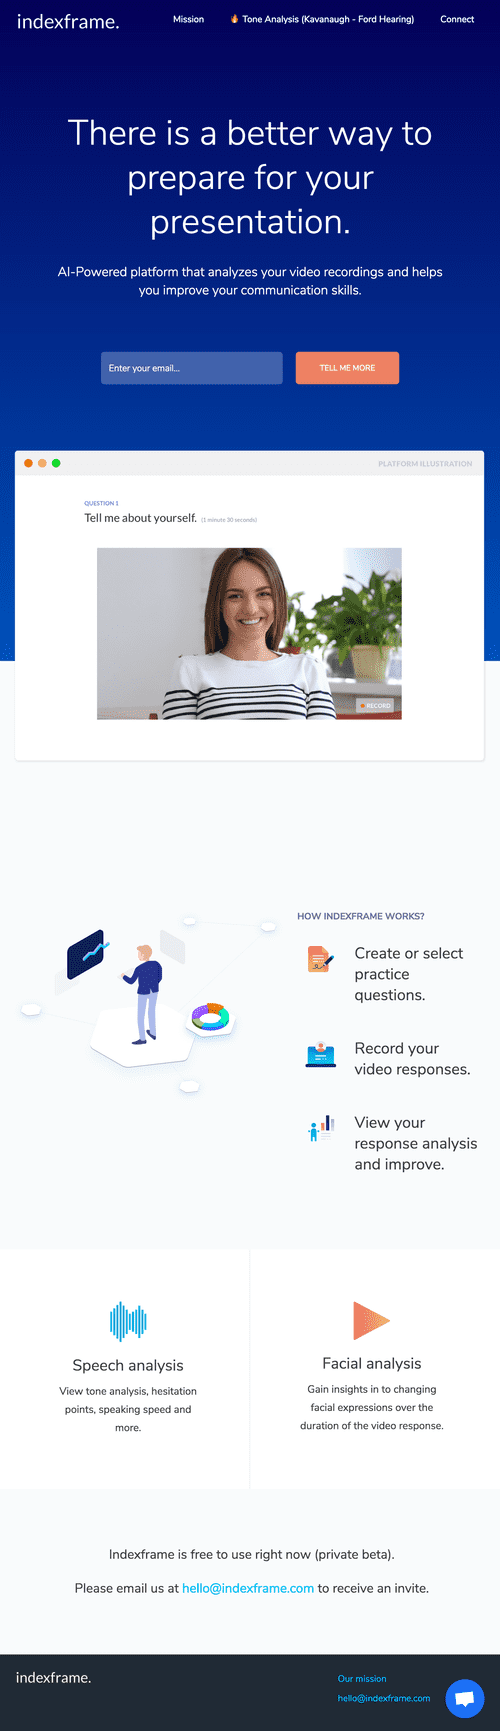 indexframe.
Mission
🔥 Tone Analysis (Kavanaugh - Ford Hearing)
Connect
There is a better way to
prepare for your
presentation.
AI-Powered platform that analyzes your video recordings and helps
you improve your communication skills.
Enter your email...
TELL ME MORE
PLATFORM ILLUSTRATION
QUESTION 1
Tell me about yourself. (1 minute 30 seconds)
RECORD
HOW INDEXFRAME WORKS?
Create or select
practice
questions.
Record your
video responses.
View your
response analysis
and improve.
Speech analysis
View tone analysis, hesitation
points, speaking speed and
more.
Facial analysis
Gain insights in to changing
facial expressions over the
duration of the video response.
Indexframe is free to use right now (private beta).
Please email us at hello@indexframe.com to receive an invite.
indexframe.
Our mission
hello@indexframe.com